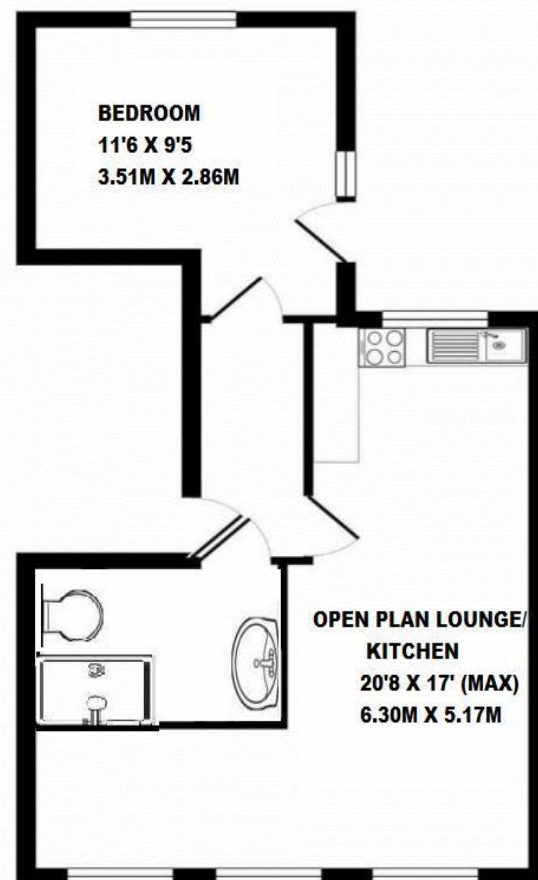 BEDROOM
11'6 X 9'5
3.51M X 2.86M
OPEN PLAN LOUNGE/
KITCHEN
20'8 X 17' (MAX)
6.30M X 5.17M